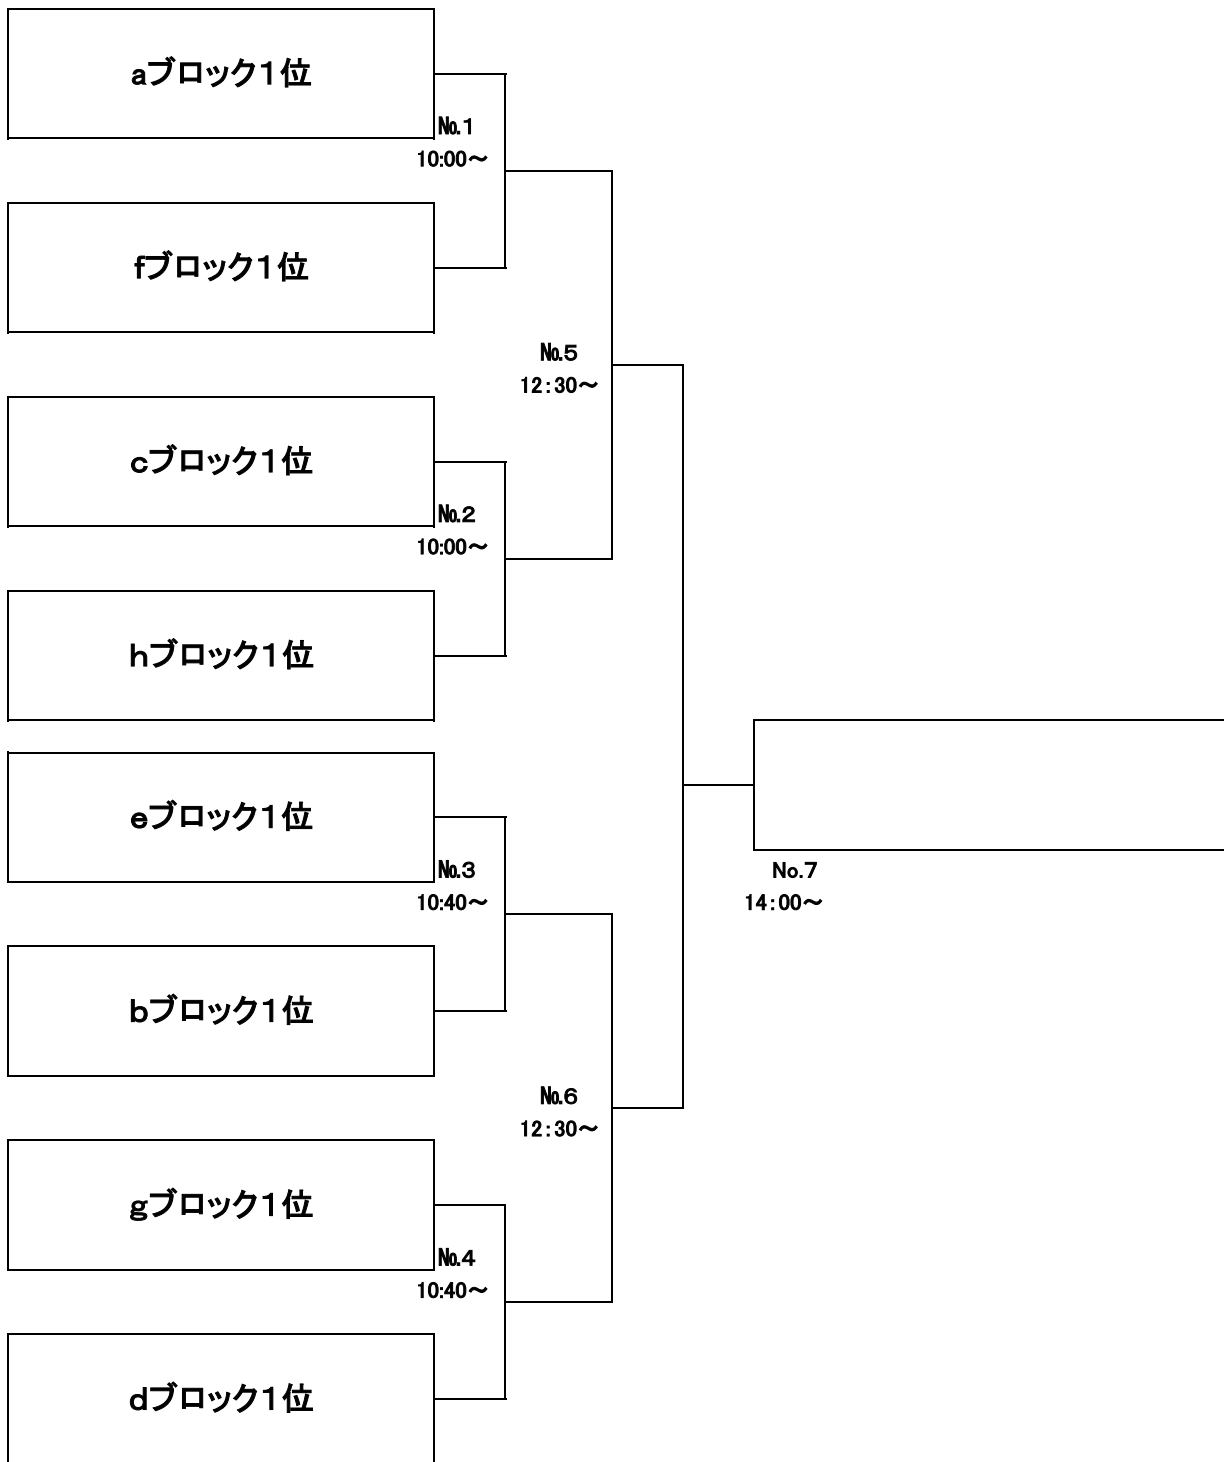 aブロック１位
№.1
10:00～
fブロック１位
№.5
12：30～
cブロック１位
№.2
10:00～
hブロック１位
eブロック１位
№.3
10:40～
No.7
14：00～
bブロック１位
№.6
12：30～
gブロック１位
№.4
10:40～
dブロック１位